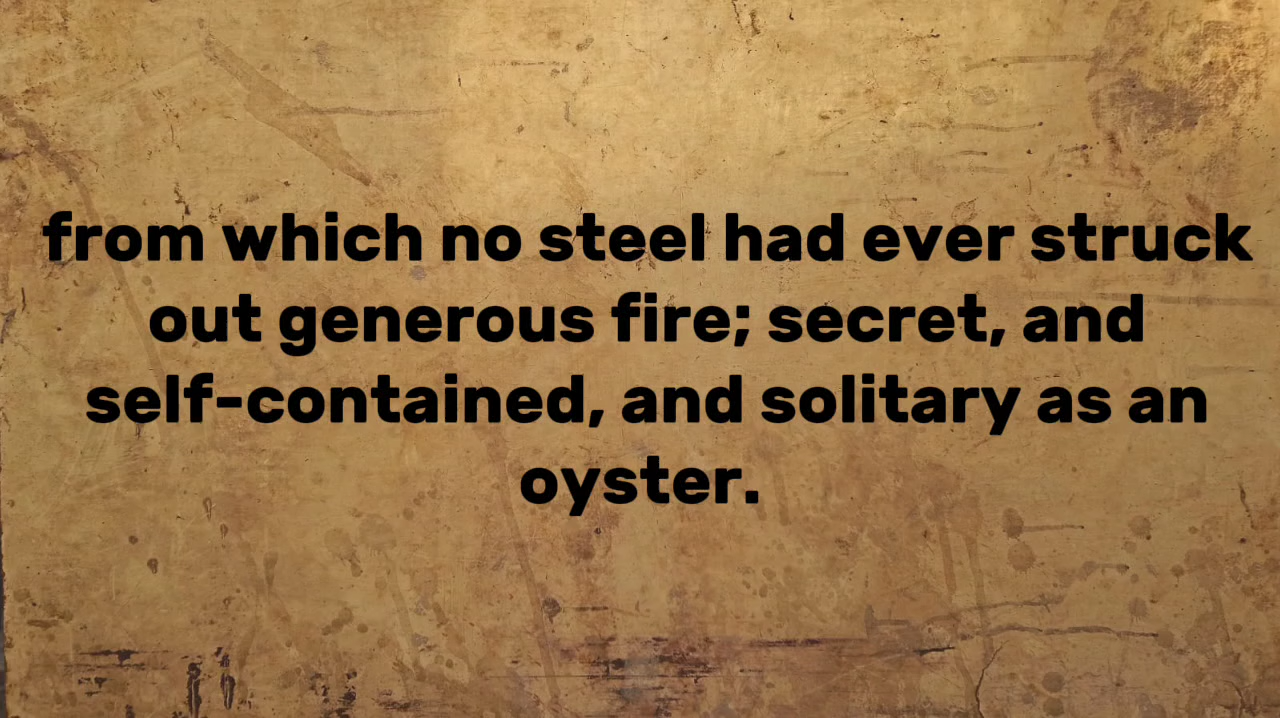 from which no steel had ever struck
out generous fire; secret, and
self-contained, and solitary as an
oyster.